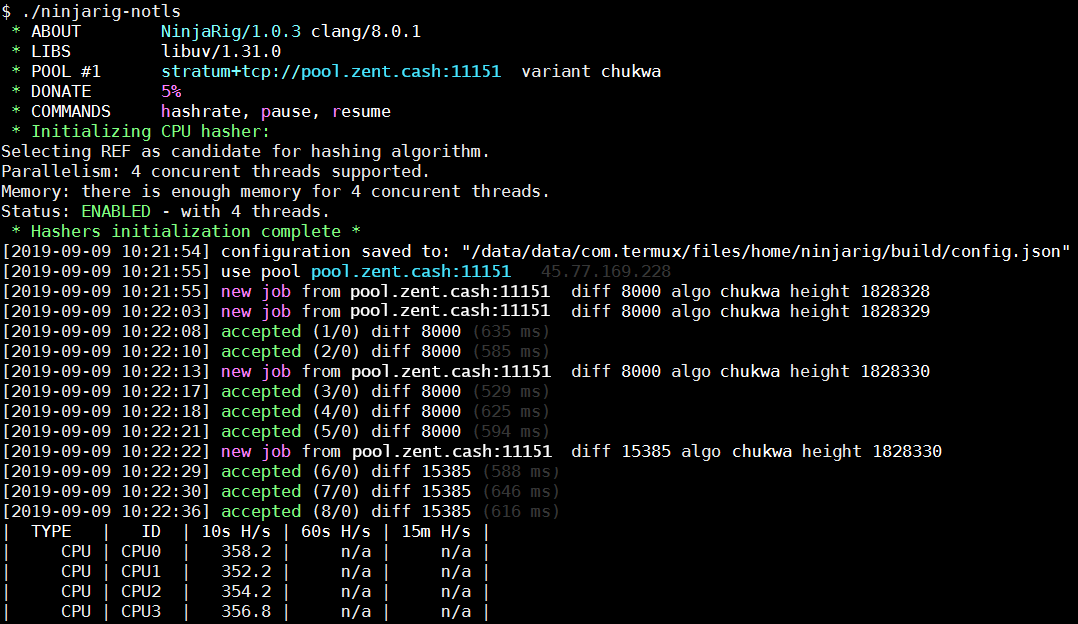 $ ./ninjarig-notls
 * ABOUT        NinjaRig/1.0.3 clang/8.0.1
 * LIBS         libuv/1.31.0
 * POOL #1      stratum+tcp://pool.zent.cash:11151  variant chukwa
 * DONATE       5%
 * COMMANDS     hashrate, pause, resume
 * Initializing CPU hasher:
Selecting REF as candidate for hashing algorithm.
Parallelism: 4 concurent threads supported.
Memory: there is enough memory for 4 concurent threads.
Status: ENABLED - with 4 threads.
 * Hashers initialization complete *
[2019-09-09 10:21:54] configuration saved to: "/data/data/com.termux/files/home/ninjarig/build/config.json"
[2019-09-09 10:21:55] use pool pool.zent.cash:11151   45.77.169.228
[2019-09-09 10:21:55] new job from pool.zent.cash:11151  diff 8000 algo chukwa height 1828328
[2019-09-09 10:22:03] new job from pool.zent.cash:11151  diff 8000 algo chukwa height 1828329
[2019-09-09 10:22:08] accepted (1/0) diff 8000 (635 ms)
[2019-09-09 10:22:10] accepted (2/0) diff 8000 (585 ms)
[2019-09-09 10:22:13] new job from pool.zent.cash:11151  diff 8000 algo chukwa height 1828330
[2019-09-09 10:22:17] accepted (3/0) diff 8000 (529 ms)
[2019-09-09 10:22:18] accepted (4/0) diff 8000 (625 ms)
[2019-09-09 10:22:21] accepted (5/0) diff 8000 (594 ms)
[2019-09-09 10:22:22] new job from pool.zent.cash:11151  diff 15385 algo chukwa height 1828330
[2019-09-09 10:22:29] accepted (6/0) diff 15385 (588 ms)
[2019-09-09 10:22:30] accepted (7/0) diff 15385 (646 ms)
[2019-09-09 10:22:36] accepted (8/0) diff 15385 (616 ms)
|  TYPE   |   ID  | 10s H/s | 60s H/s | 15m H/s |
|     CPU | CPU0  |   358.2 |     n/a |     n/a |
|     CPU | CPU1  |   352.2 |     n/a |     n/a |
|     CPU | CPU2  |   354.2 |     n/a |     n/a |
|     CPU | CPU3  |   356.8 |     n/a |     n/a |